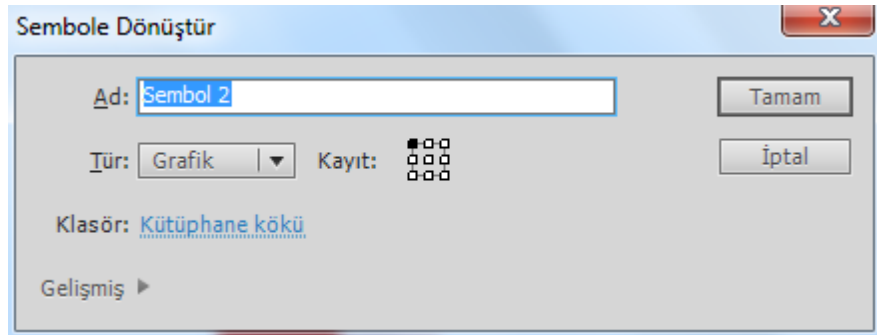 Sembole Dönüştür
Ad: Sembol 2
Tamam
Tür: Grafik
Kayıt:
İptal
Klasör: Kütüphane kökü
Gelişmiş